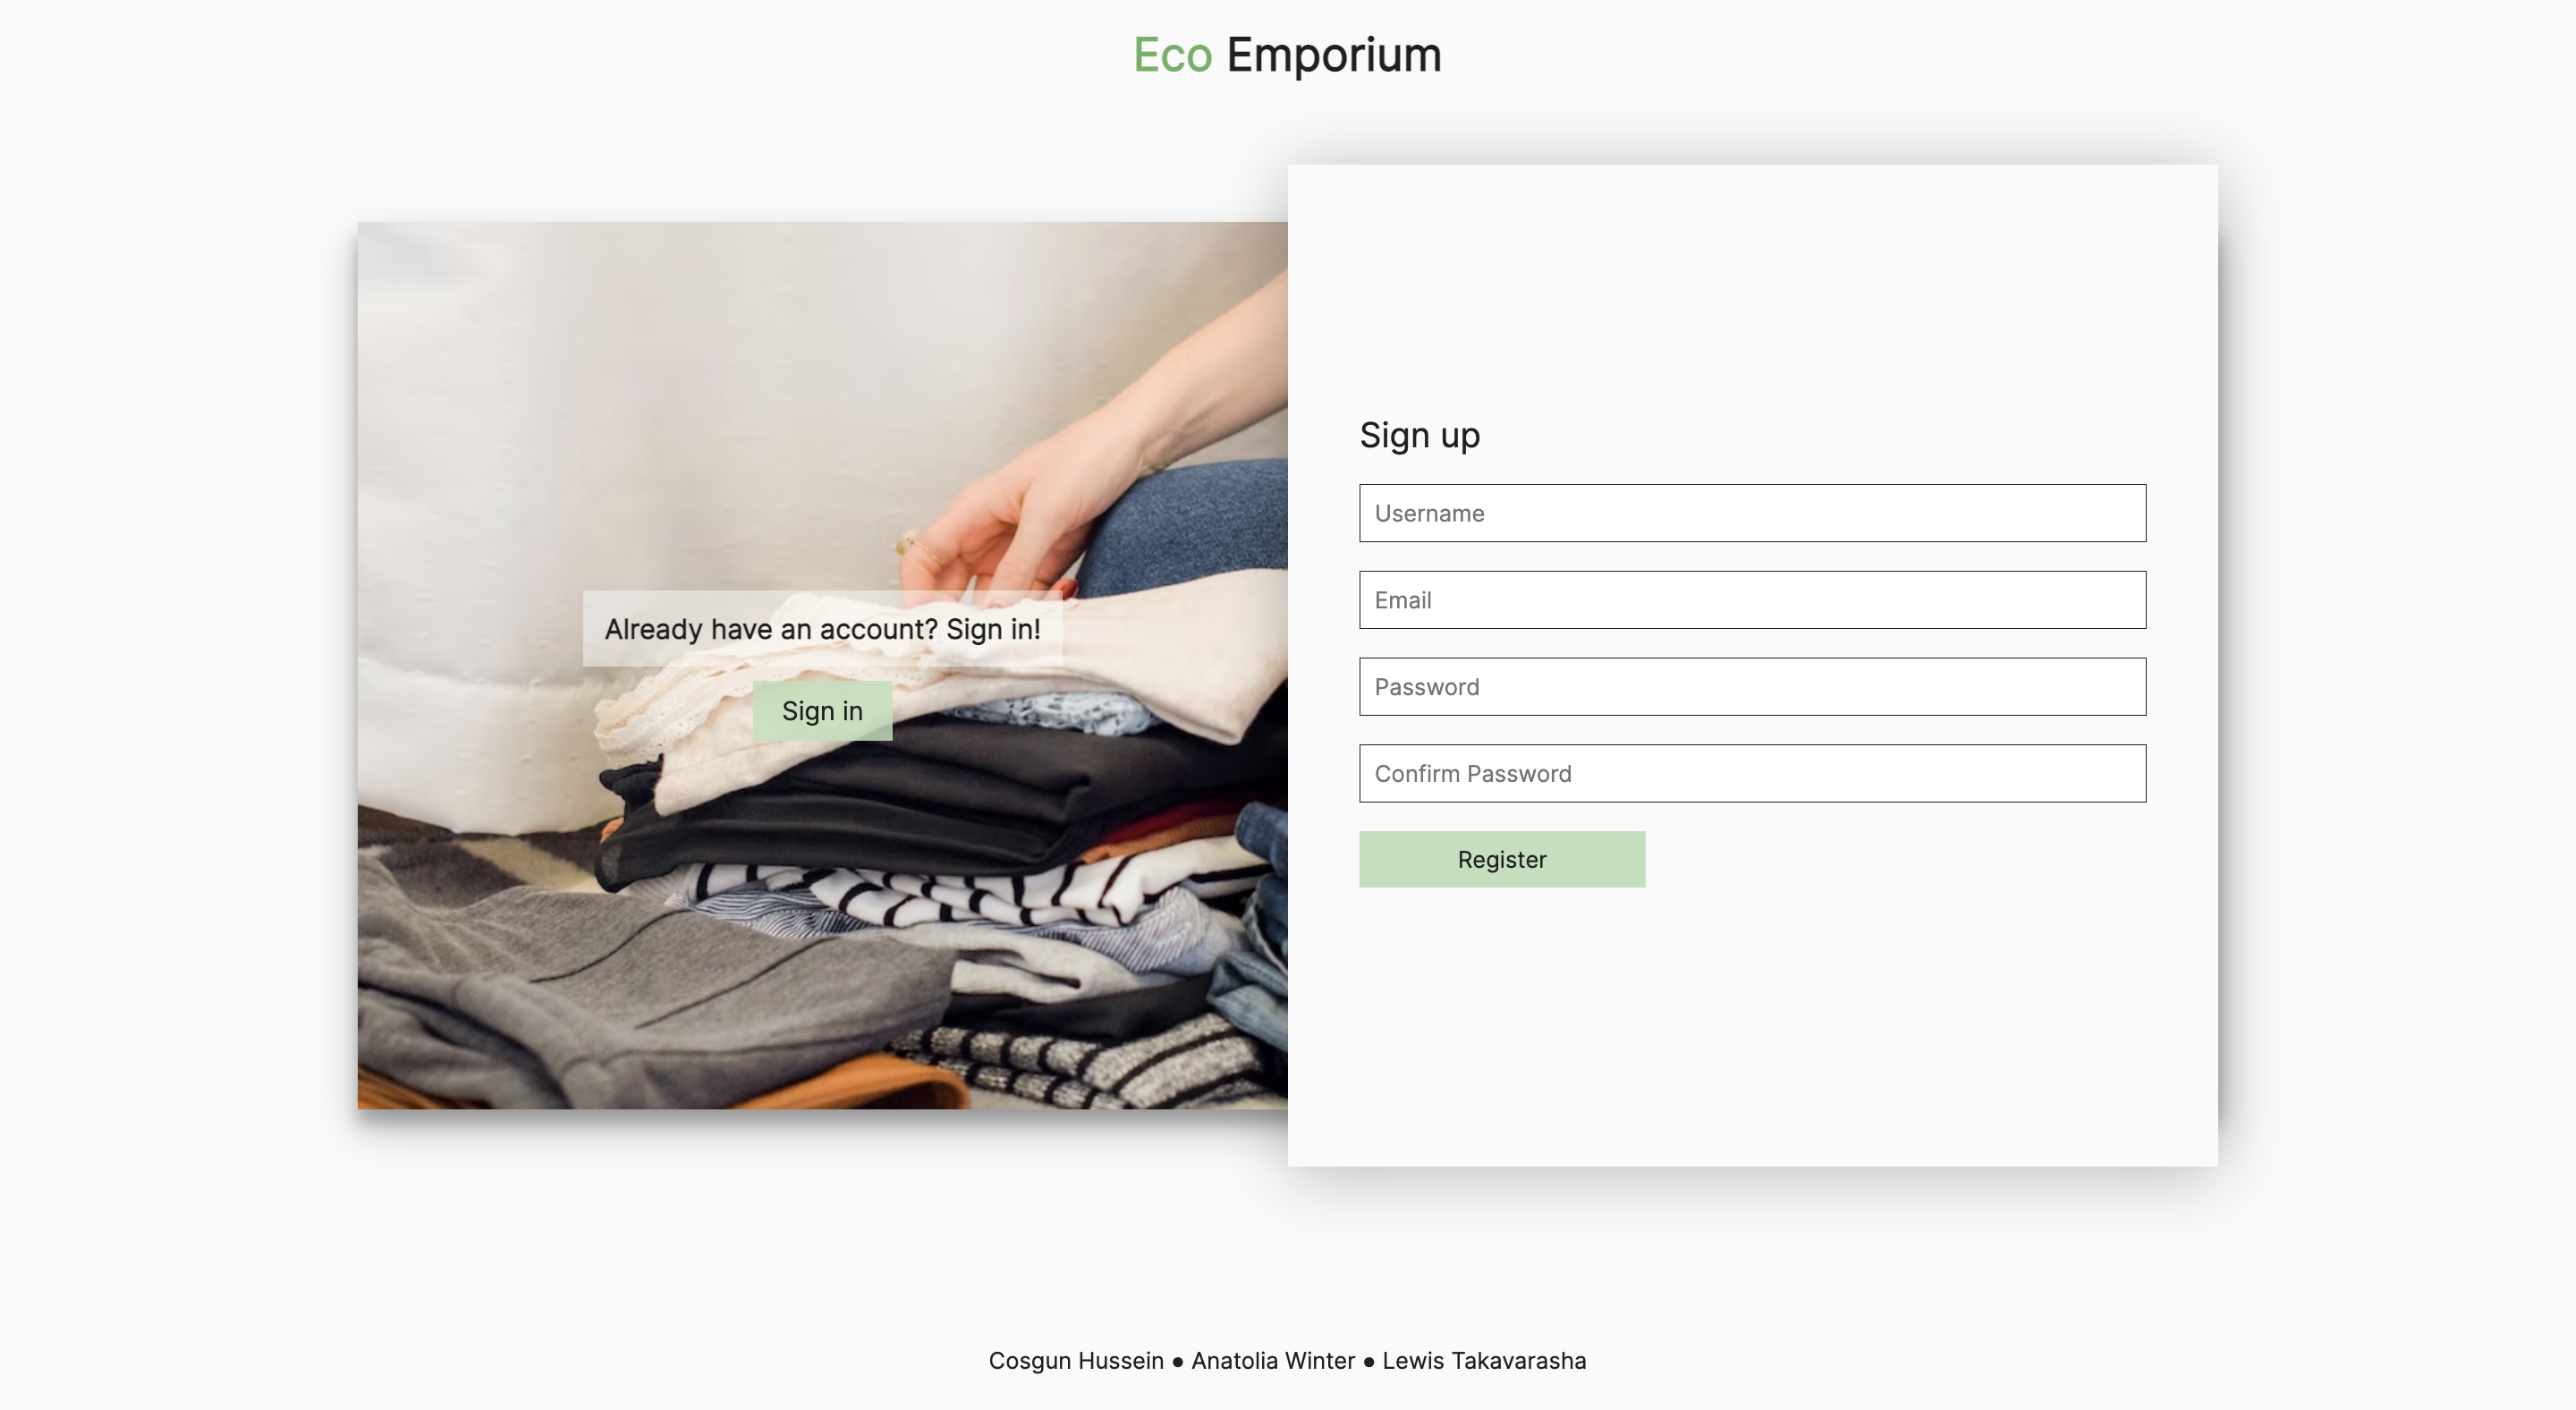 Eco Emporium
Already have an account? Sign in!
Sign in
Sign up
Username
Email
Password
Confirm Password
Register
Cosgun Hussein ● Anatolia Winter ● Lewis Takavarasha